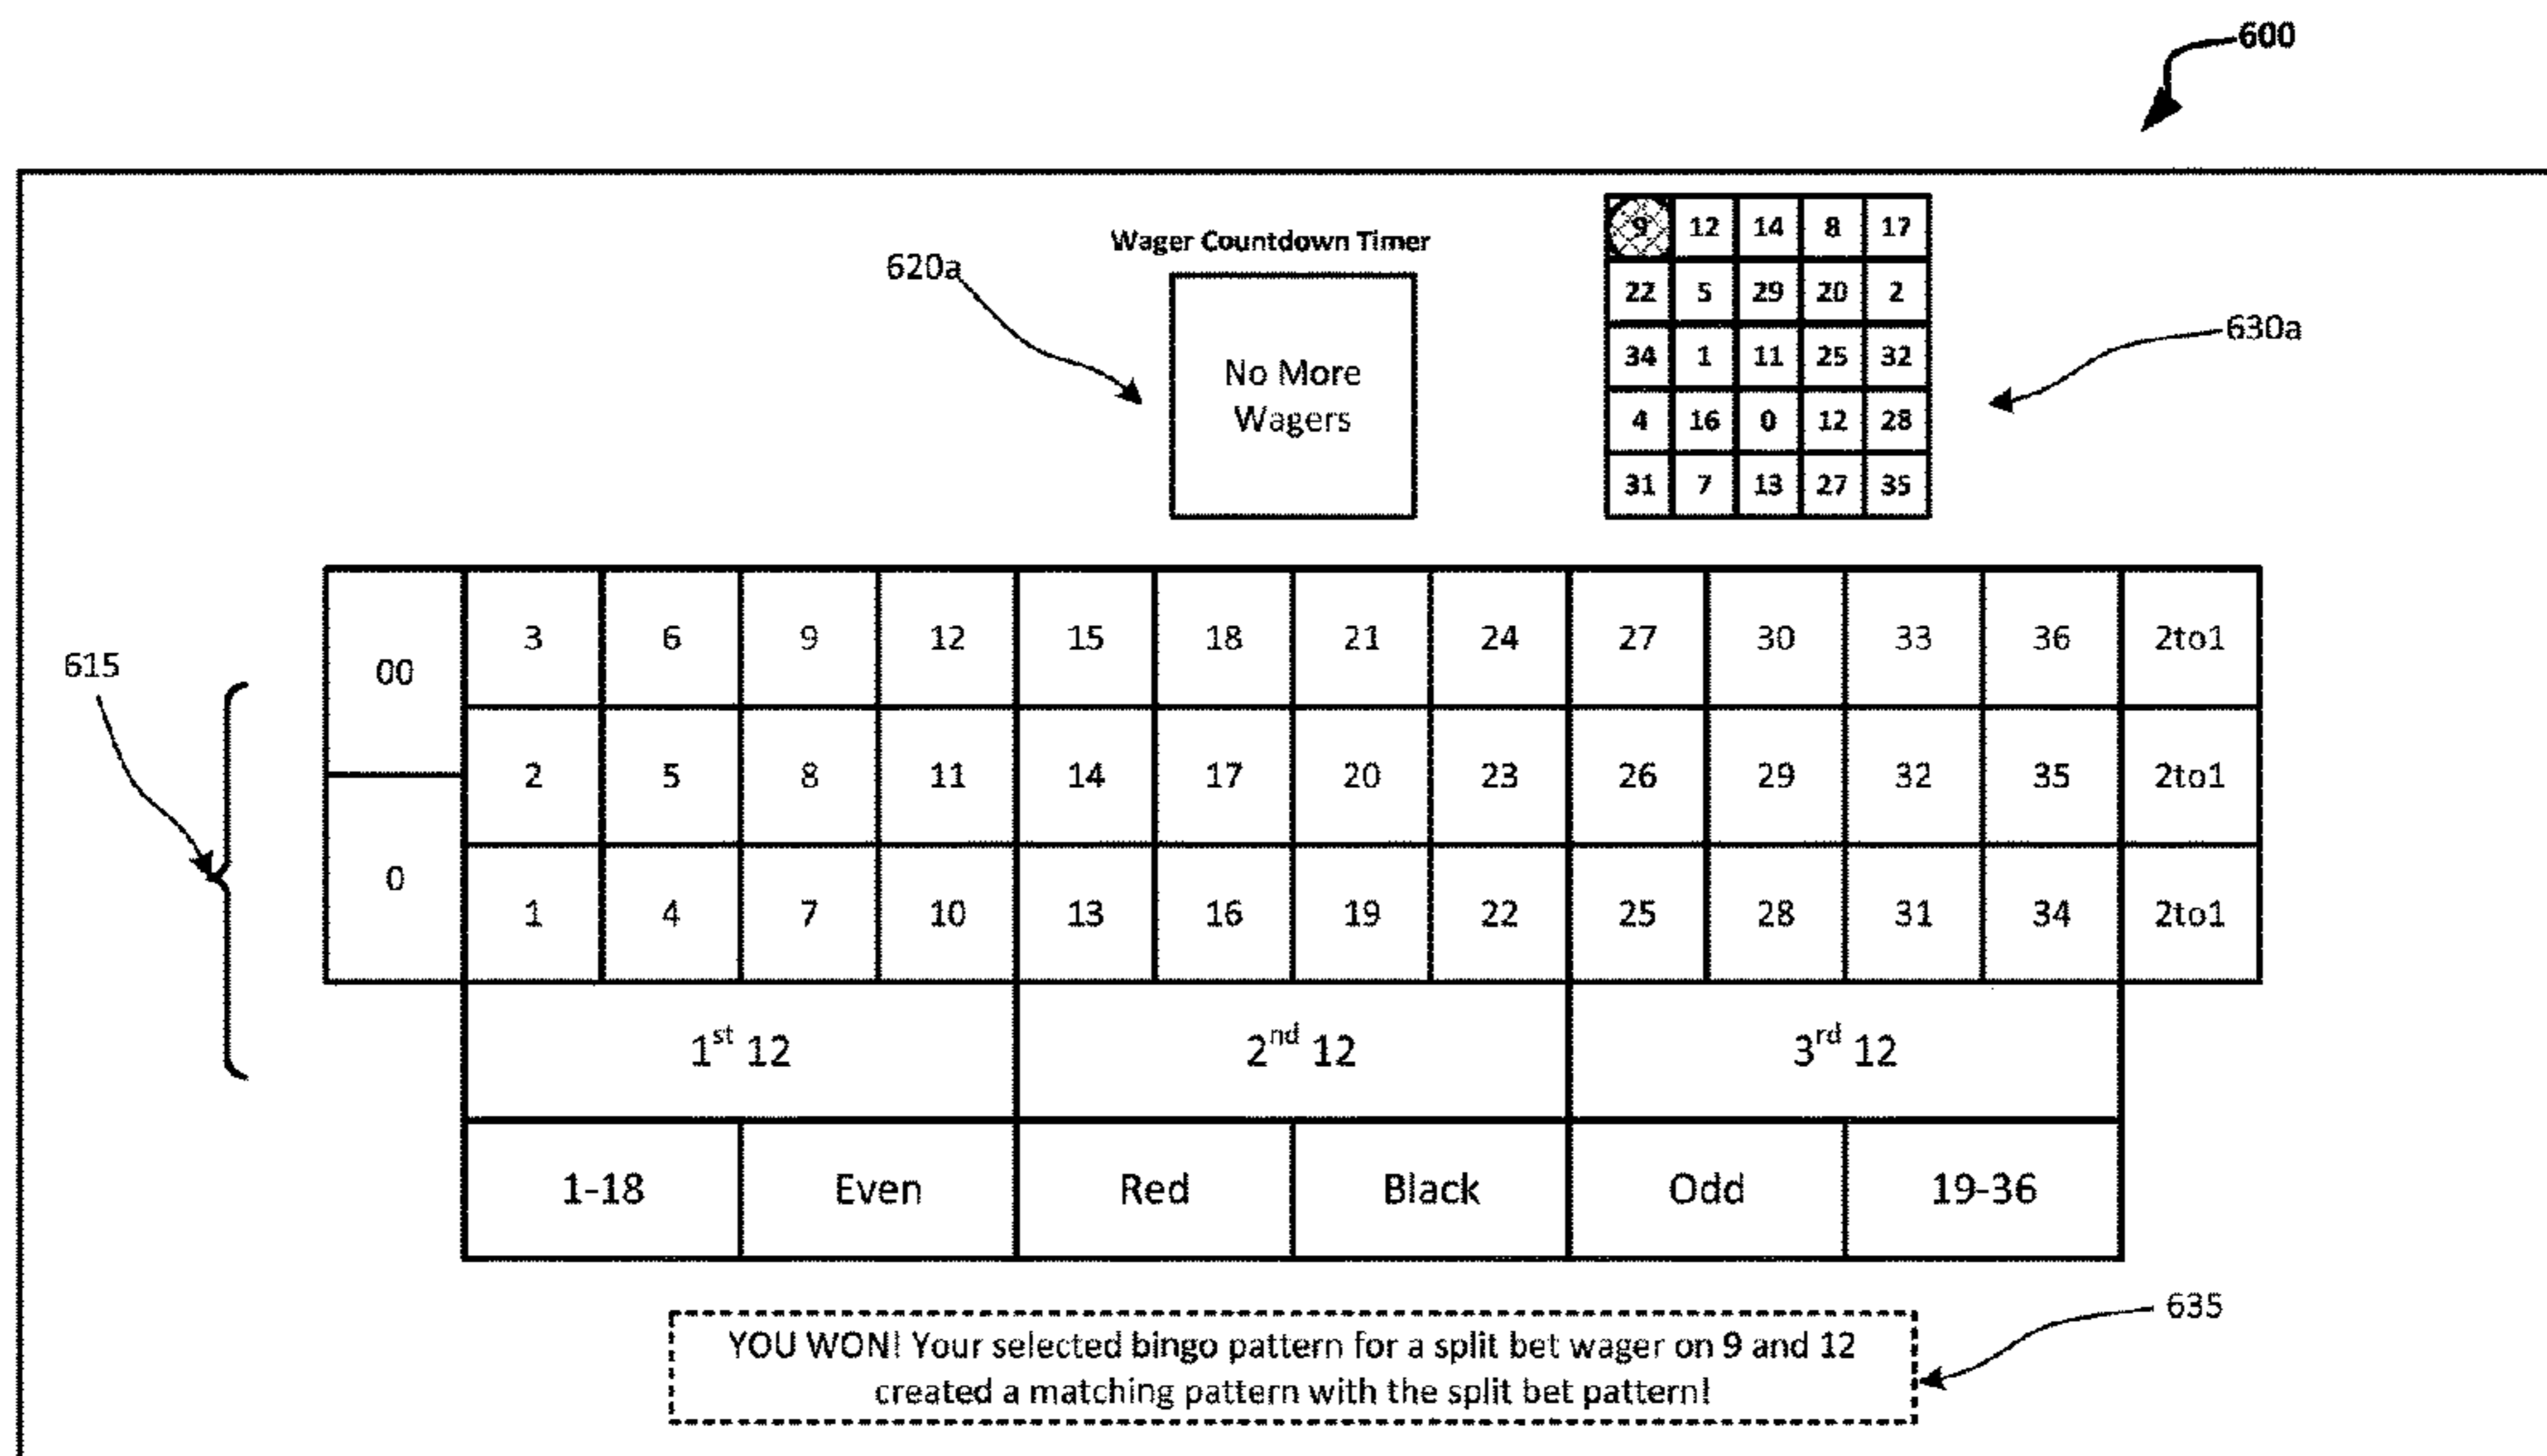 600
Wager Countdown Timer
620a
No More
Wagers
9 12 14 8 17
22 5 29 20 2
34 1 11 25 32
4 16 0 12 28
31 7 13 27 35
630a
615
00
0
3 6 9 12 15 18 21 24 27 30 33 36 2to1
2 5 8 11 14 17 20 23 26 29 32 35 2to1
1 4 7 10 13 16 19 22 25 28 31 34 2to1
1st 12 2nd 12 3rd 12
1-18 Even Red Black Odd 19-36
635
YOU WON! Your selected bingo pattern for a split bet wager on 9 and 12
created a matching pattern with the split bet pattern!